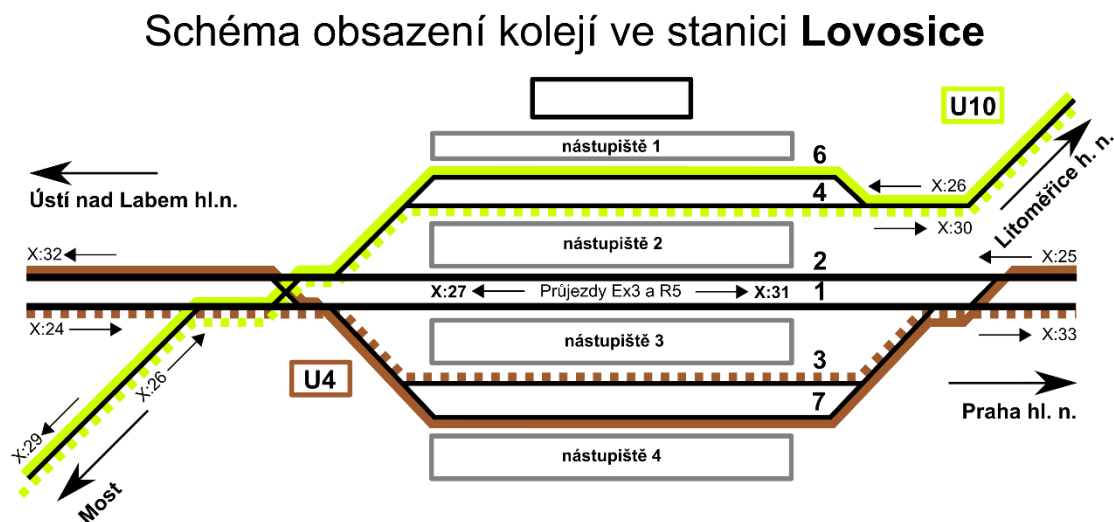 Schéma obsazení kolejí ve stanici Lovosice
U10
nástupiště 1
6
X:26
Litoměřice h. n.
Ústí nad Labem hl.n.
4
X:30
X:32
nástupiště 2
2
X:25
X:27 Průjezdy Ex3 a R5 X:31
1
X:24
X:33
nástupiště 3
3
X:26
U4
7
Praha hl. n.
X:29
nástupiště 4
Most